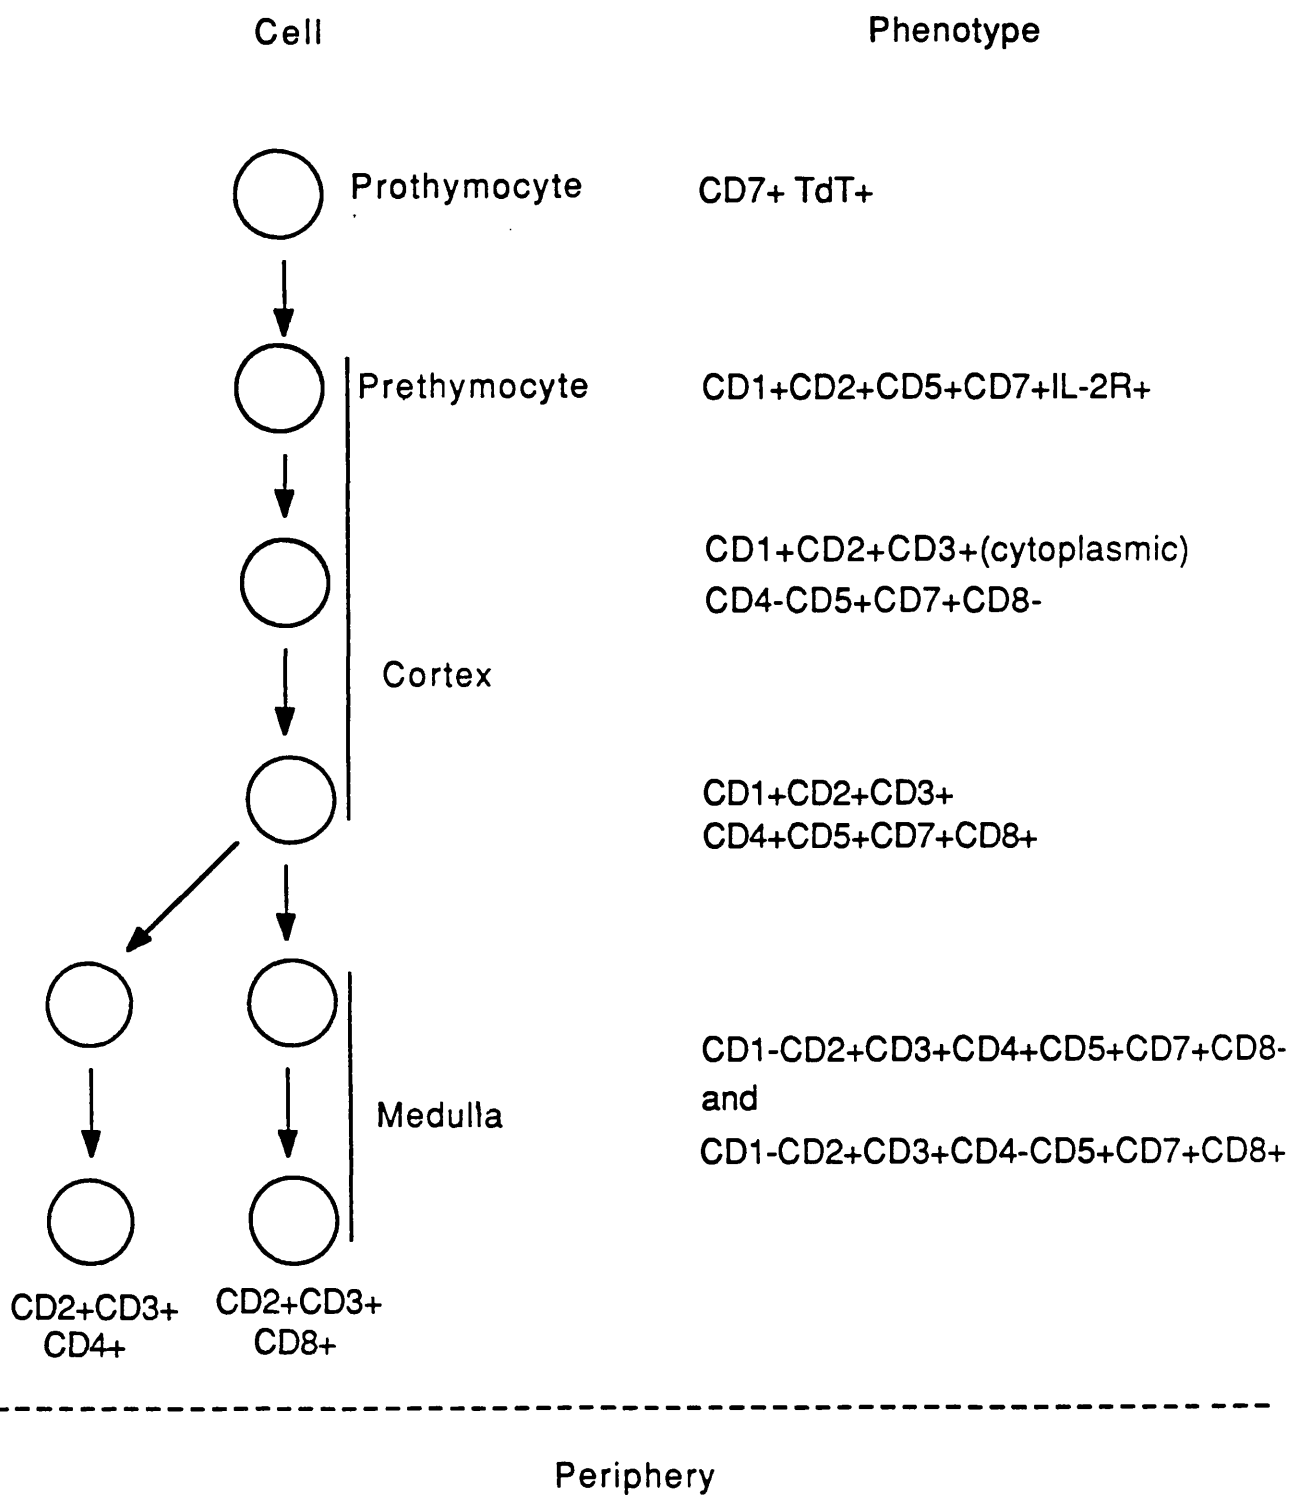 Cell
Phenotype
Prothymocyte
CD7+ TdT+
Prethymocyte
CD1+CD2+CD5+CD7+IL-2R+
CD1+CD2+CD3+(cytoplasmic)
CD4-CD5+CD7+CD8-
Cortex
CD1+CD2+CD3+
CD4+CD5+CD7+CD8+
CD1-CD2+CD3+CD4+CD5+CD7+CD8-
and
Medulla
CD1-CD2+CD3+CD4-CD5+CD7+CD8+
CD2+CD3+
CD4+
CD2+CD3+
CD8+
Periphery